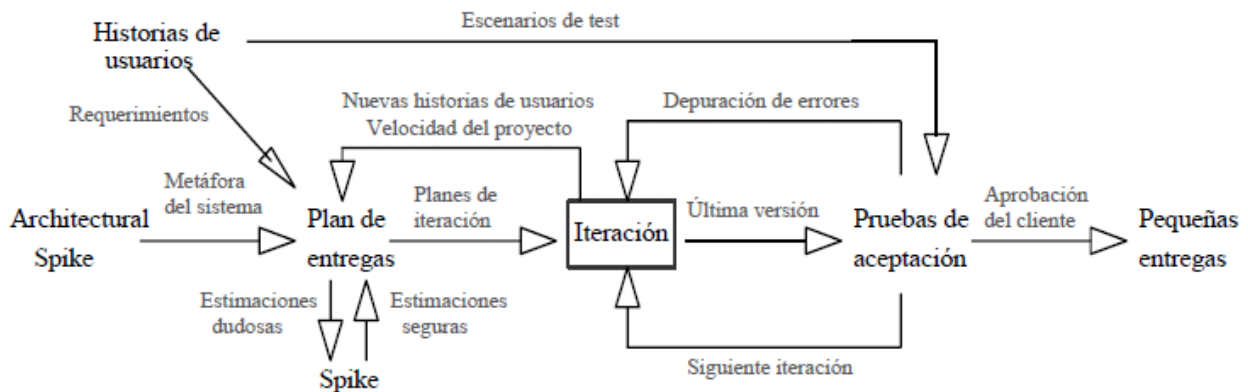 Escenarios de test
Historias de
usuarios
Requerimientos
Nuevas historias de usuarios
Velocidad del proyecto
Depuración de errores
Metáfora
del sistema
Architectural
Spike
Plan de
entregas
Planes de
iteración
Iteración
Última versión
Pruebas de
aceptación
Aprobación
del cliente
Pequeñas
entregas
Estimaciones
dudosas
Estimaciones
seguras
Spike
Siguiente iteración